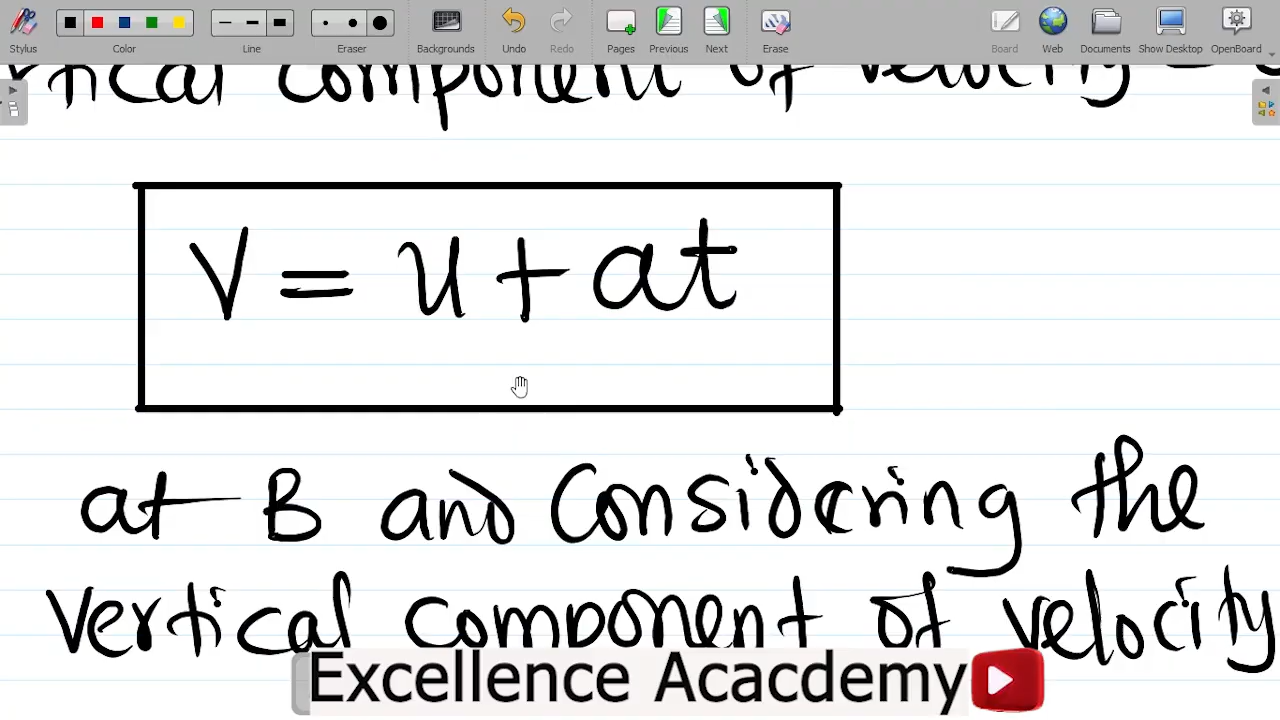 Stylus Color Line Eraser Backgrounds Undo Redo Pages Previous Next Erase Board Web Documents Show Desktop OpenBoard
rtical component of velocity =
V = u + at
at B and Considering the
Vertical component of velocity
Excellence Acacdemy